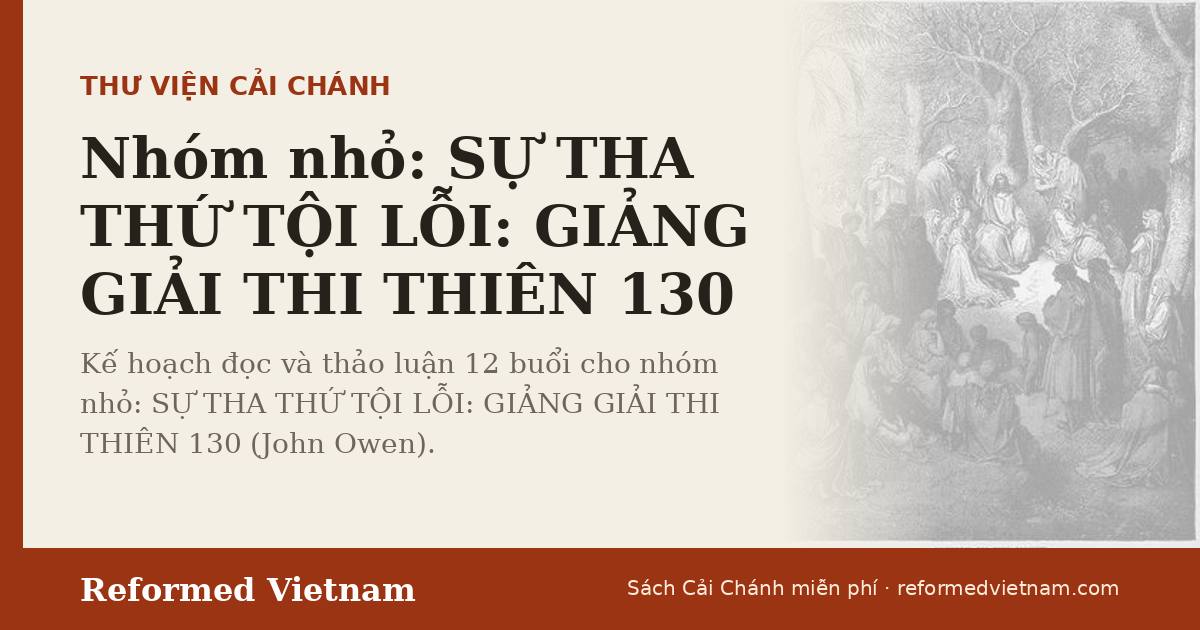 THƯ VIỆN CẢI CHÁNH
Nhóm nhỏ: SỰ THA
THỨ TỘI LỖI: GIẢNG
GIẢI THI THIÊN 130
Kế hoạch đọc và thảo luận 12 buổi cho nhóm
nhỏ: SỰ THA THỨ TỘI LỖI: GIẢNG GIẢI THI
THIÊN 130 (John Owen).
Reformed Vietnam
Sách Cải Chánh miễn phí · reformedvietnam.com